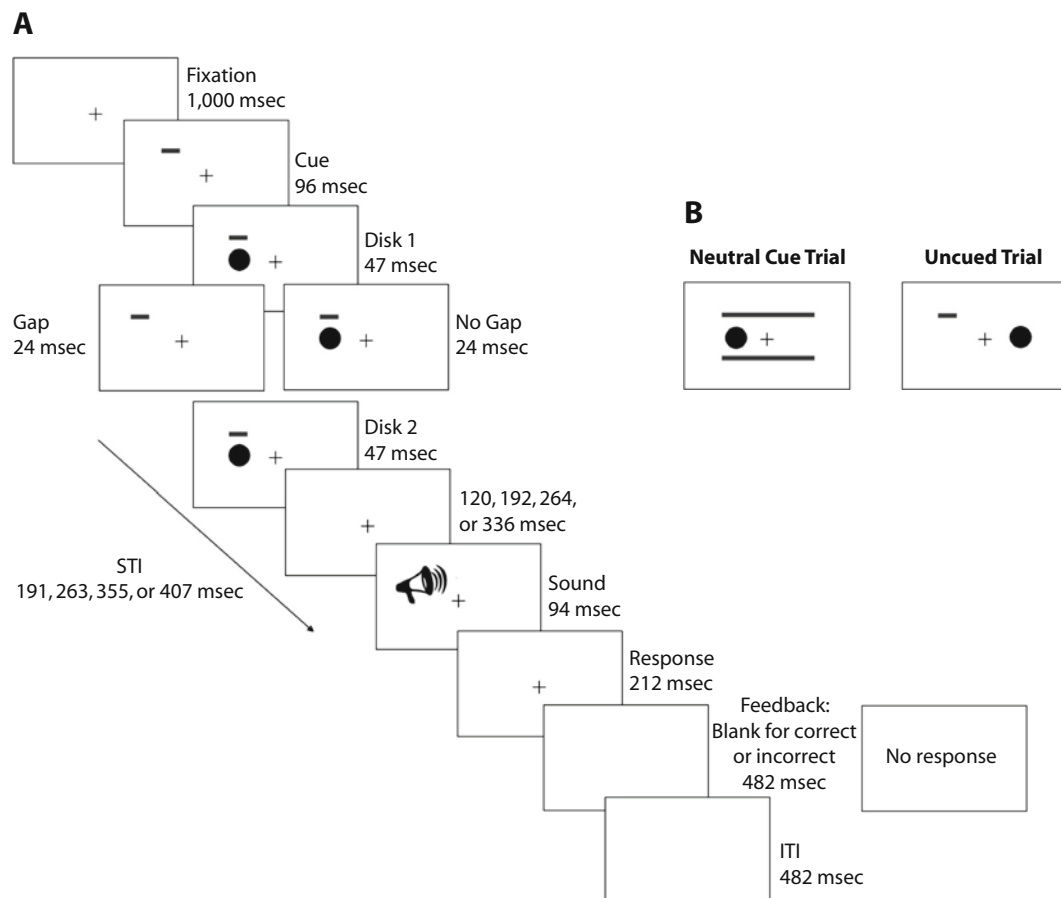 A
Fixation
1,000 msec
Cue
96 msec
Disk 1
47 msec
Gap
24 msec
No Gap
24 msec
Disk 2
47 msec
120, 192, 264,
or 336 msec
STI
191, 263, 355, or 407 msec
Sound
94 msec
Response
212 msec
Feedback:
Blank for correct
or incorrect
482 msec
No response
ITI
482 msec
B
Neutral Cue Trial
Uncued Trial